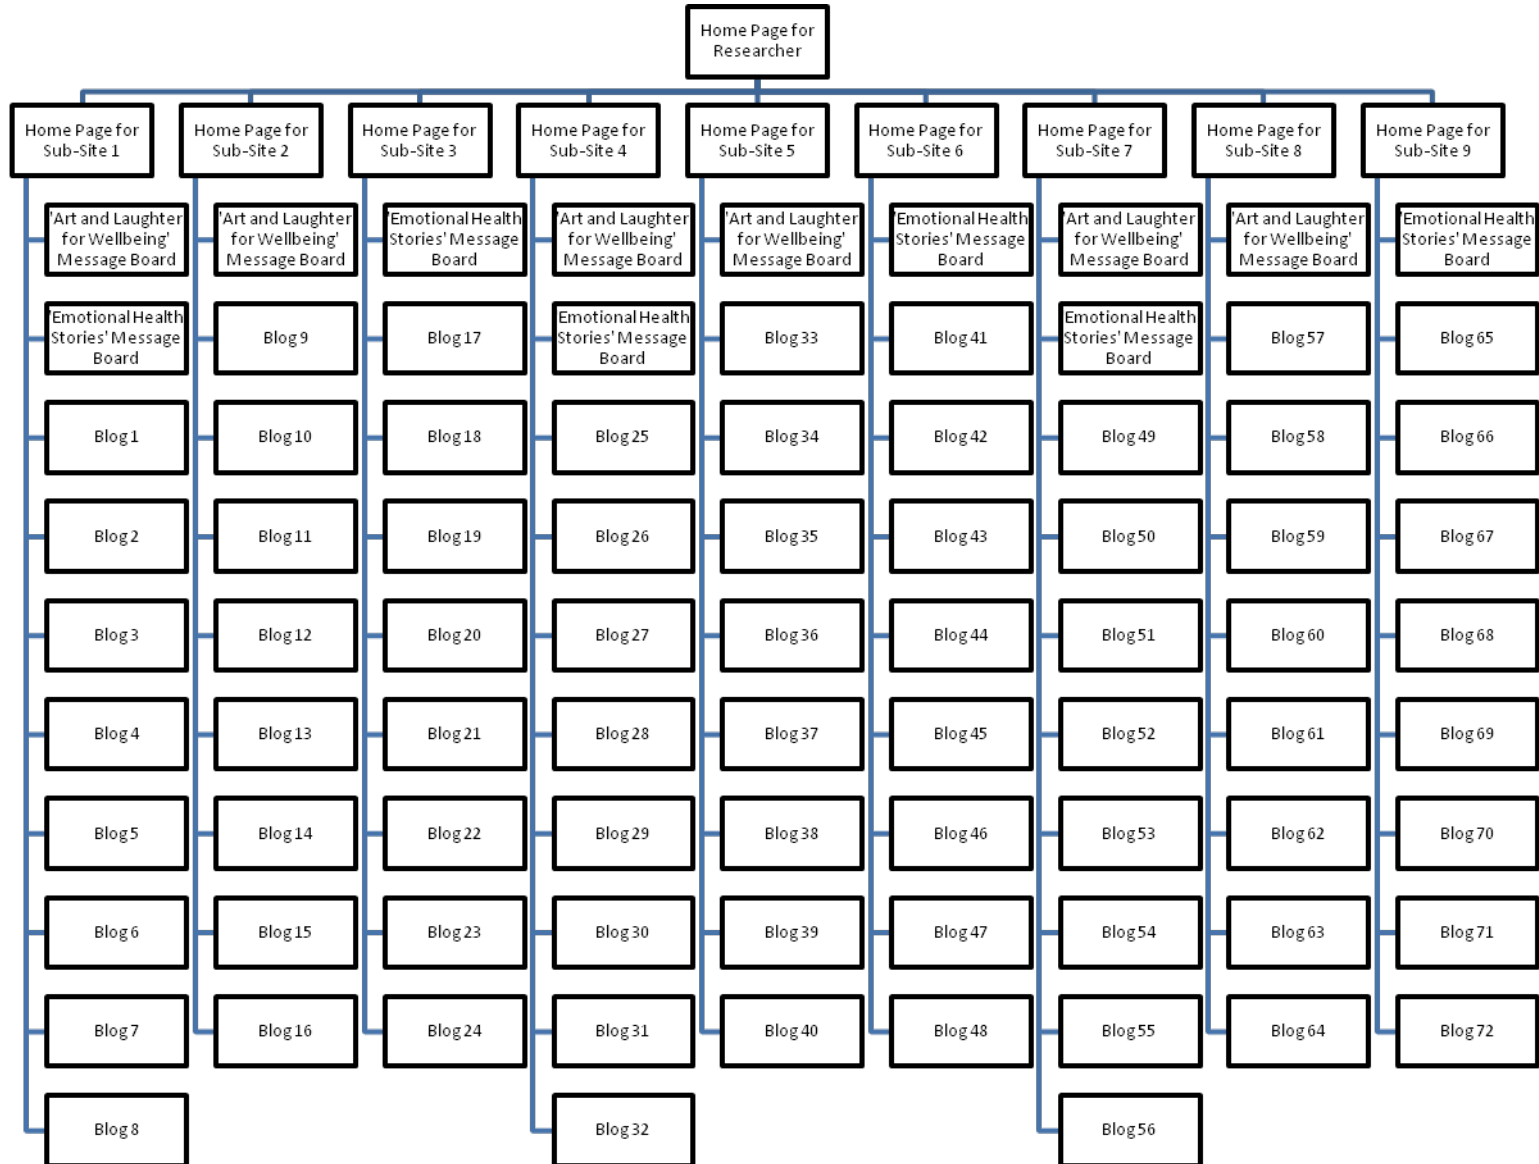 Home Page for
Researcher
Home Page for
Sub-Site 1
Home Page for
Sub-Site 2
Home Page for
Sub-Site 3
Home Page for
Sub-Site 4
Home Page for
Sub-Site 5
Home Page for
Sub-Site 6
Home Page for
Sub-Site 7
Home Page for
Sub-Site 8
Home Page for
Sub-Site 9
'Art and Laughter
for Wellbeing'
Message Board
'Art and Laughter
for Wellbeing'
Message Board
'Emotional Health
Stories' Message
Board
'Art and Laughter
for Wellbeing'
Message Board
'Art and Laughter
for Wellbeing'
Message Board
'Emotional Health
Stories' Message
Board
'Art and Laughter
for Wellbeing'
Message Board
'Art and Laughter
for Wellbeing'
Message Board
'Emotional Health
Stories' Message
Board
'Emotional Health
Stories' Message
Board
Blog 9
Blog 17
'Emotional Health
Stories' Message
Board
Blog 33
Blog 41
'Emotional Health
Stories' Message
Board
Blog 57
Blog 65
Blog 1
Blog 10
Blog 18
Blog 25
Blog 34
Blog 42
Blog 49
Blog 58
Blog 66
Blog 2
Blog 11
Blog 19
Blog 26
Blog 35
Blog 43
Blog 50
Blog 59
Blog 67
Blog 3
Blog 12
Blog 20
Blog 27
Blog 36
Blog 44
Blog 51
Blog 60
Blog 68
Blog 4
Blog 13
Blog 21
Blog 28
Blog 37
Blog 45
Blog 52
Blog 61
Blog 69
Blog 5
Blog 14
Blog 22
Blog 29
Blog 38
Blog 46
Blog 53
Blog 62
Blog 70
Blog 6
Blog 15
Blog 23
Blog 30
Blog 39
Blog 47
Blog 54
Blog 63
Blog 71
Blog 7
Blog 16
Blog 24
Blog 31
Blog 40
Blog 48
Blog 55
Blog 64
Blog 72
Blog 8
Blog 32
Blog 56